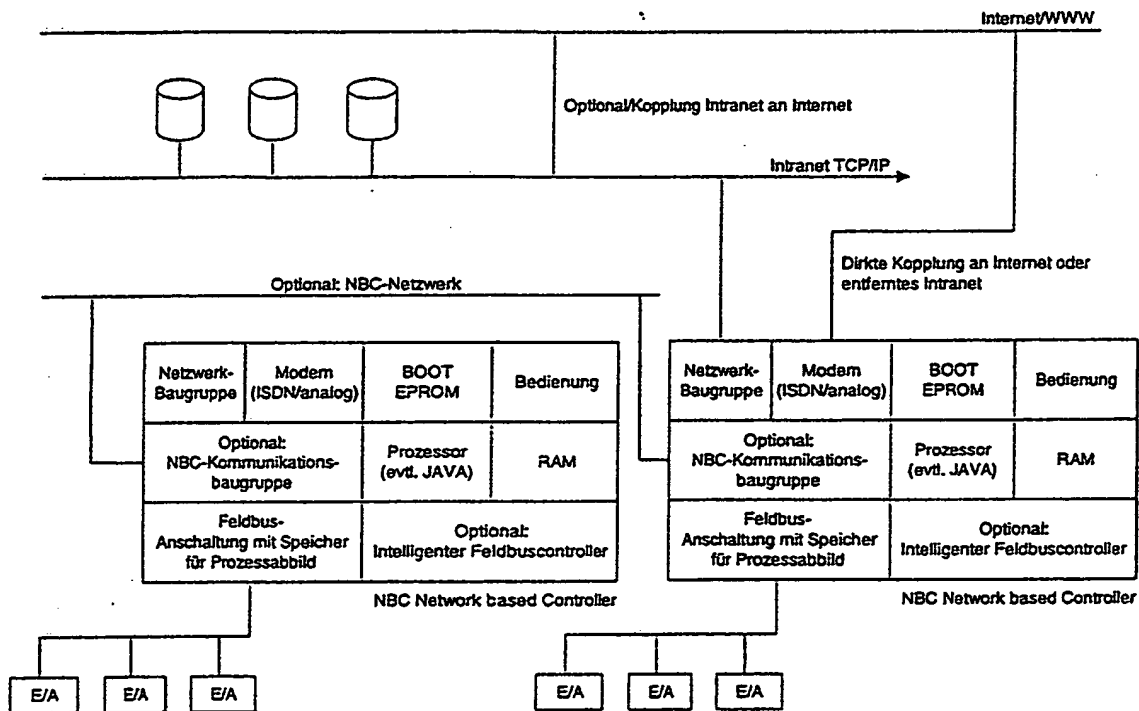 Internet/WWW
Optional/Kopplung Intranet an Internet
Intranet TCP/IP
Dirkte Kopplung an Internet oder
entferntes Intranet
Optional: NBC-Netzwerk
Netzwerk-
Baugruppe
Modem
(ISDN/analog)
BOOT
EPROM
Bedienung
Optional:
NBC-Kommunikations-
baugruppe
Prozessor
(evtl. JAVA)
RAM
Feldbus-
Anschaltung mit Speicher
für Prozessabbild
Optional:
Intelligenter Feldbuscontroller
NBC Network based Controller
E/A
E/A
E/A
Netzwerk-
Baugruppe
Modem
(ISDN/analog)
BOOT
EPROM
Bedienung
Optional:
NBC-Kommunikations-
baugruppe
Prozessor
(evtl. JAVA)
RAM
Feldbus-
Anschaltung mit Speicher
für Prozessabbild
Optional:
Intelligenter Feldbuscontroller
NBC Network based Controller
E/A
E/A
E/A